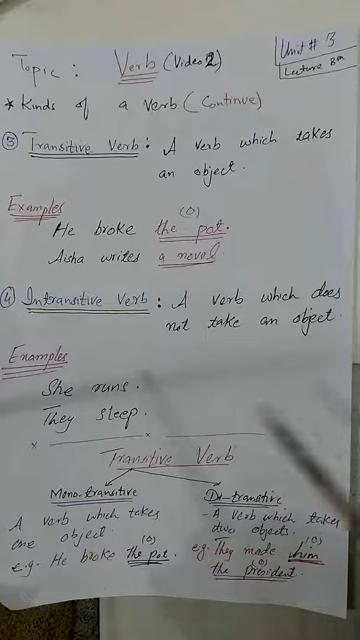 Unit # 3
Lecture 8th
Topic: Verb (Video 2)
* Kinds of a verb (Continue)
③ Transitive Verb: A verb which takes
an object.
Examples
(O)
He broke the pot.
Aisha writes a novel.
④ Intransitive Verb: A verb which does
not take an object.
Examples
She runs.
They sleep.
Transitive Verb
Mono-transitive
A verb which takes
one object.
(O)
e.g. He broke the pot.
Di-transitive
- A verb which takes
two objects.
(O)
eg. They made him
(O)
the president.